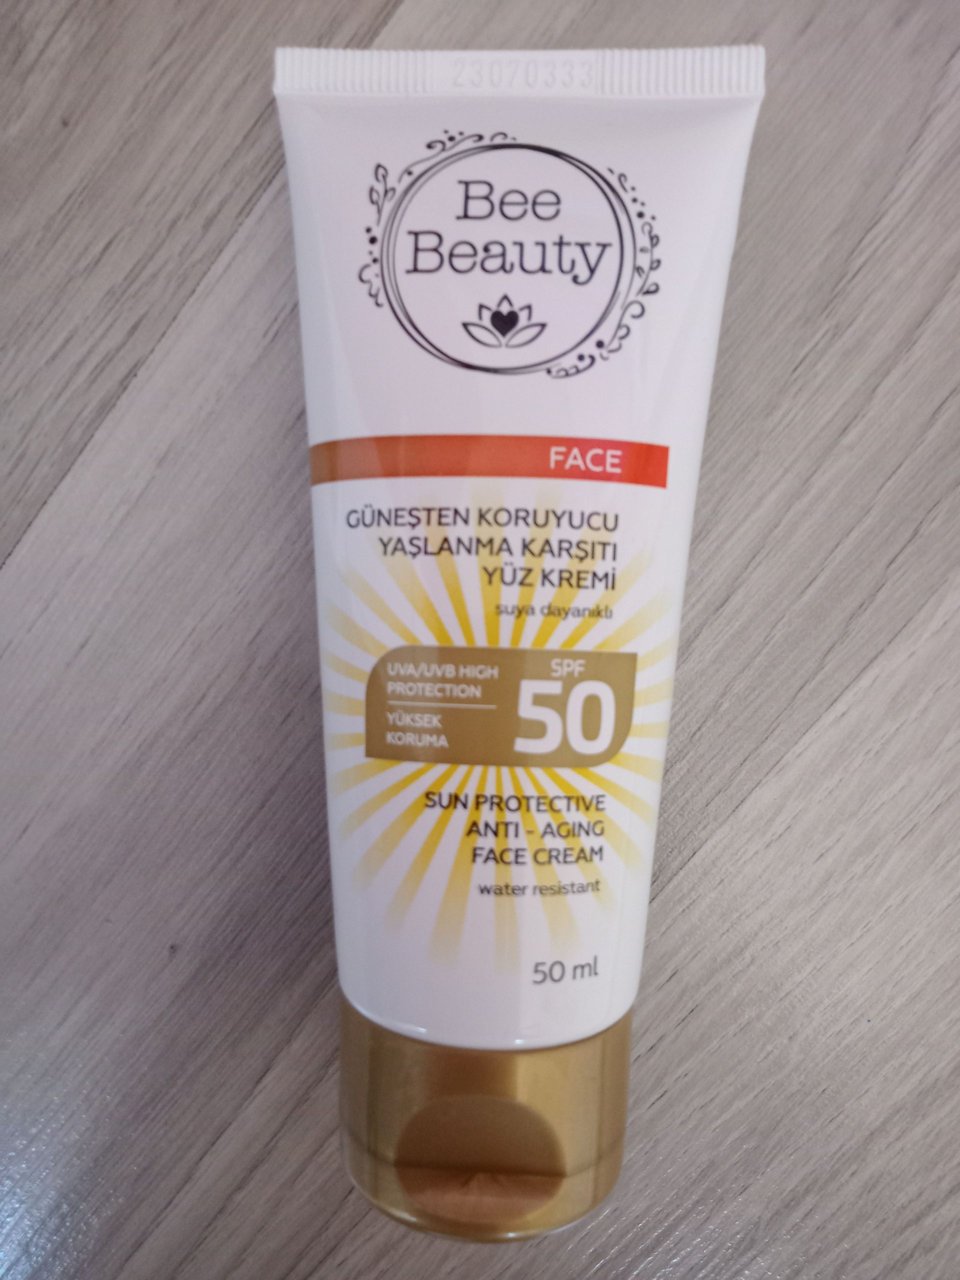 23070333
Bee
Beauty
FACE
GÜNEŞTEN KORUYUCU
YAŞLANMA KARŞITI
YÜZ KREMİ
suya dayanıklı
UVA/UVB HIGH
PROTECTION
YÜKSEK
KORUMA
SPF
50
SUN PROTECTIVE
ANTI - AGING
FACE CREAM
water resistant
50 ml